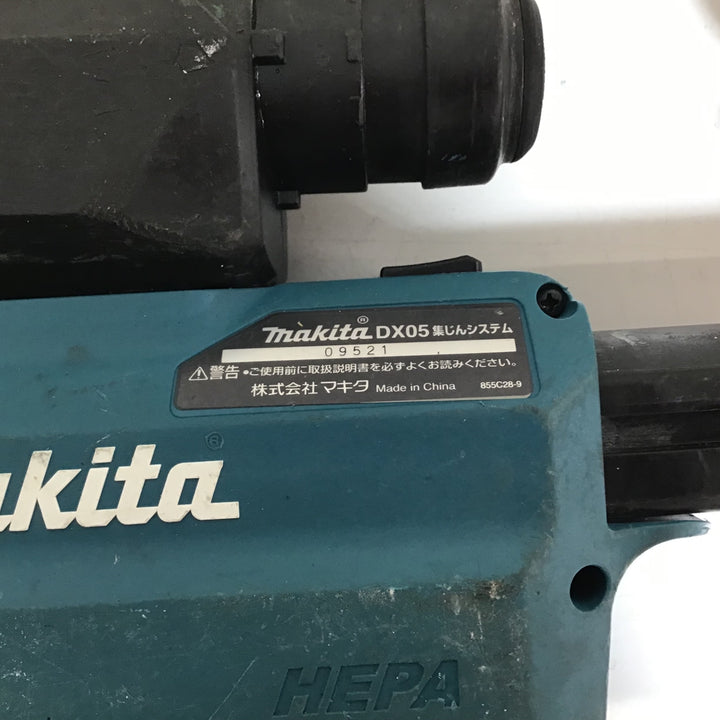 makita® DX05 集じんシステム
09521
⚠警告 •ご使用前に取扱説明書を必ずよくお読みください。
株式会社マキタ Made in China 855C28-9
akita®
HEPA